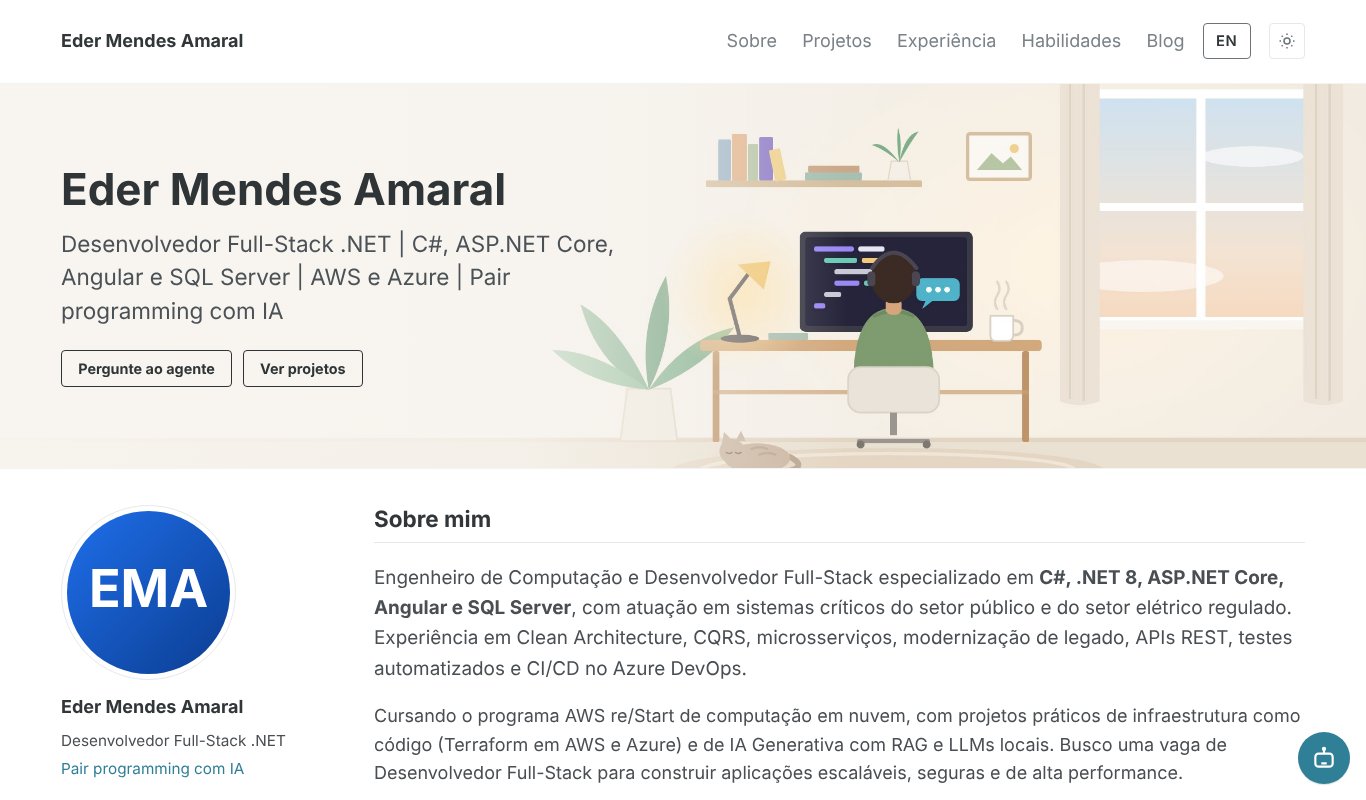 Eder Mendes Amaral
Sobre
Projetos
Experiência
Habilidades
Blog
EN
Eder Mendes Amaral
Desenvolvedor Full-Stack .NET | C#, ASP.NET Core,
Angular e SQL Server | AWS e Azure | Pair
programming com IA
Pergunte ao agente
Ver projetos
EMA
Eder Mendes Amaral
Desenvolvedor Full-Stack .NET
Pair programming com IA
Sobre mim
Engenheiro de Computação e Desenvolvedor Full-Stack especializado em C#, .NET 8, ASP.NET Core,
Angular e SQL Server, com atuação em sistemas críticos do setor público e do setor elétrico regulado.
Experiência em Clean Architecture, CQRS, microsserviços, modernização de legado, APIs REST, testes
automatizados e CI/CD no Azure DevOps.
Cursando o programa AWS re/Start de computação em nuvem, com projetos práticos de infraestrutura como
código (Terraform em AWS e Azure) e de IA Generativa com RAG e LLMs locais. Busco uma vaga de
Desenvolvedor Full-Stack para construir aplicações escaláveis, seguras e de alta performance.